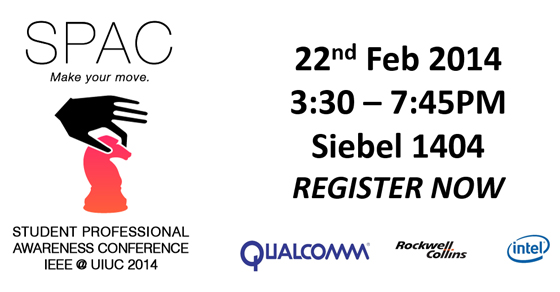 SPAC
Make your move.
STUDENT PROFESSIONAL
AWARENESS CONFERENCE
IEEE @ UIUC 2014
22nd Feb 2014
3:30 – 7:45PM
Siebel 1404
REGISTER NOW
QUALCOMM®
Rockwell
Collins
intel®